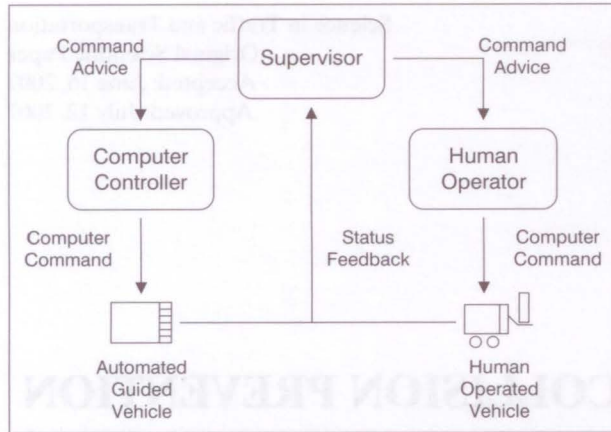 Command
Advice
Supervisor
Command
Advice
Computer
Controller
Human
Operator
Computer
Command
Status
Feedback
Computer
Command
Automated
Guided
Vehicle
Human
Operated
Vehicle